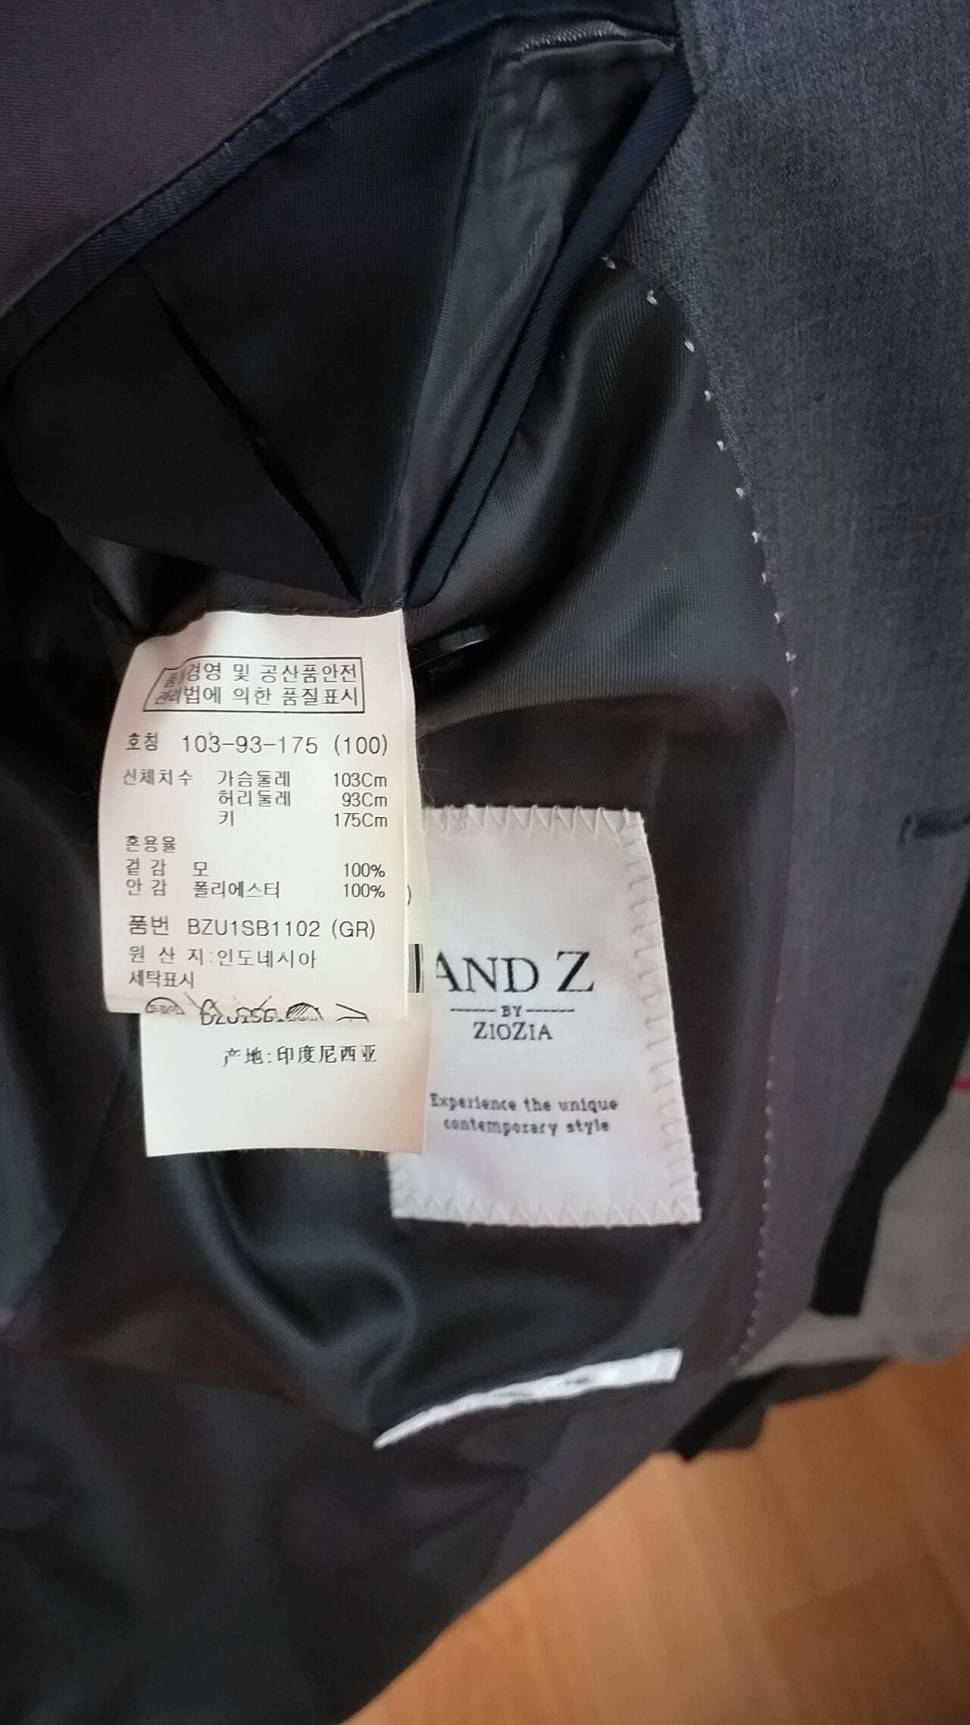 품질경영 및 공산품안전
관리법에 의한 품질표시
호칭 103-93-175 (100)
신체치수 가슴둘레 103Cm
허리둘레 93Cm
키 175Cm
혼용율
겉감 모 100%
안감 폴리에스터 100%
품번 BZU1SB1102 (GR)
원 산 지:인도네시아
세탁표시
产地:印度尼西亚
AND Z
BY
ZIOZIA
Experience the unique
contemporary style